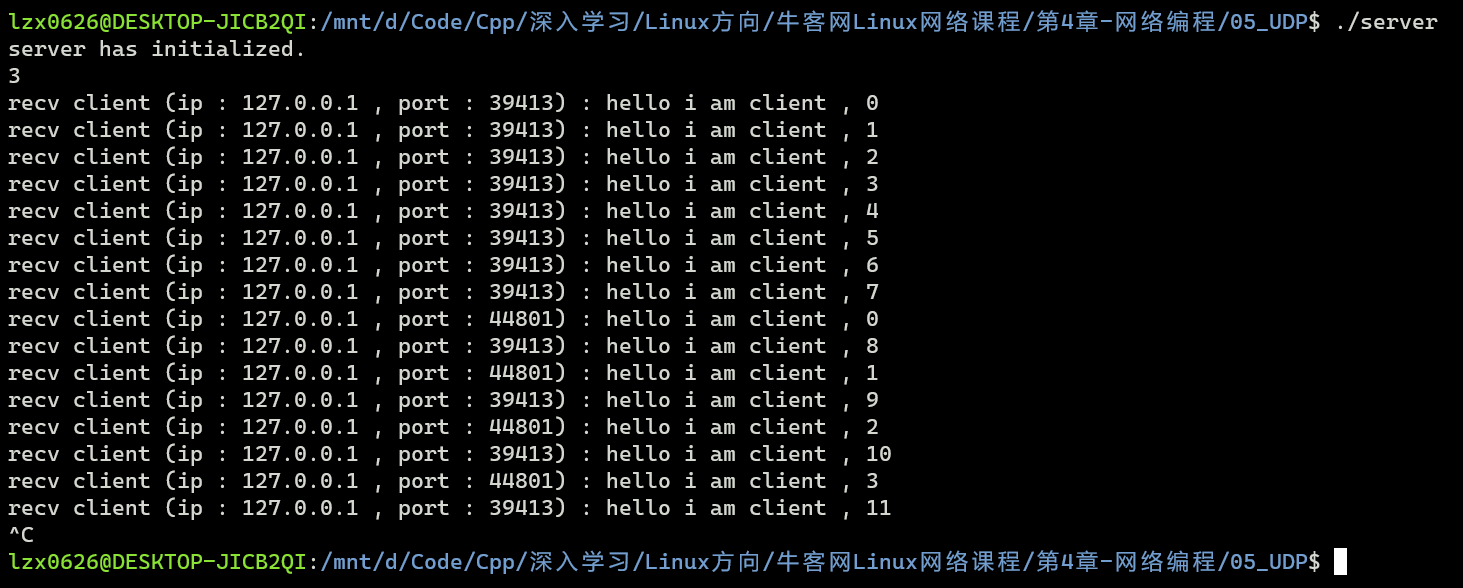 lzx0626@DESKTOP-JICB2QI:/mnt/d/Code/Cpp/深入学习/Linux方向/牛客网Linux网络课程/第4章-网络编程/05_UDP$ ./server
server has initialized.
3
recv client (ip : 127.0.0.1 , port : 39413) : hello i am client , 0
recv client (ip : 127.0.0.1 , port : 39413) : hello i am client , 1
recv client (ip : 127.0.0.1 , port : 39413) : hello i am client , 2
recv client (ip : 127.0.0.1 , port : 39413) : hello i am client , 3
recv client (ip : 127.0.0.1 , port : 39413) : hello i am client , 4
recv client (ip : 127.0.0.1 , port : 39413) : hello i am client , 5
recv client (ip : 127.0.0.1 , port : 39413) : hello i am client , 6
recv client (ip : 127.0.0.1 , port : 39413) : hello i am client , 7
recv client (ip : 127.0.0.1 , port : 44801) : hello i am client , 0
recv client (ip : 127.0.0.1 , port : 39413) : hello i am client , 8
recv client (ip : 127.0.0.1 , port : 44801) : hello i am client , 1
recv client (ip : 127.0.0.1 , port : 39413) : hello i am client , 9
recv client (ip : 127.0.0.1 , port : 44801) : hello i am client , 2
recv client (ip : 127.0.0.1 , port : 39413) : hello i am client , 10
recv client (ip : 127.0.0.1 , port : 44801) : hello i am client , 3
recv client (ip : 127.0.0.1 , port : 39413) : hello i am client , 11
^C
lzx0626@DESKTOP-JICB2QI:/mnt/d/Code/Cpp/深入学习/Linux方向/牛客网Linux网络课程/第4章-网络编程/05_UDP$